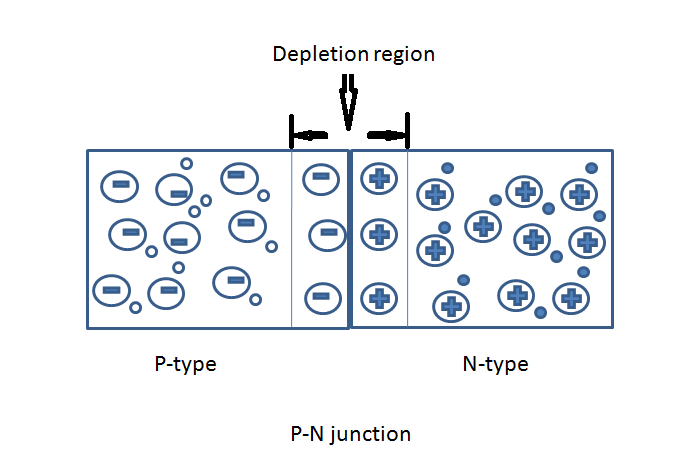 Depletion region
P-type
N-type
P-N junction